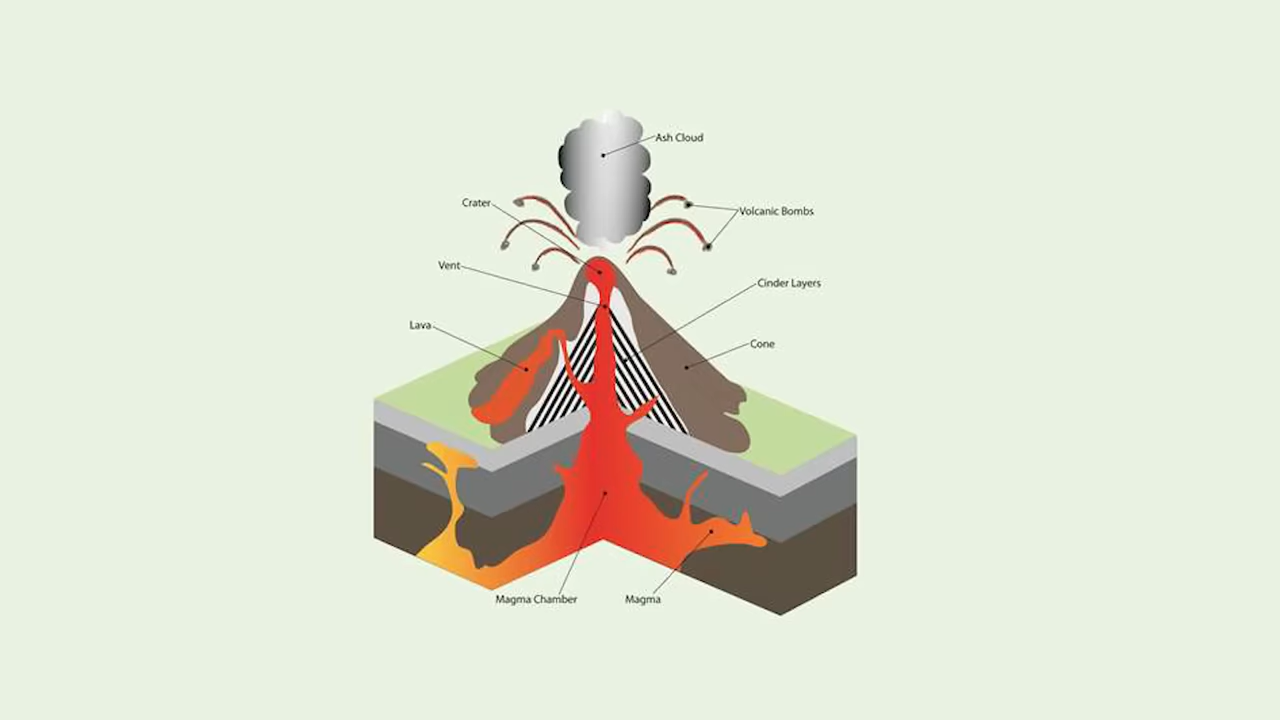 Ash Cloud
Crater
Volcanic Bombs
Vent
Cinder Layers
Lava
Cone
Magma Chamber
Magma